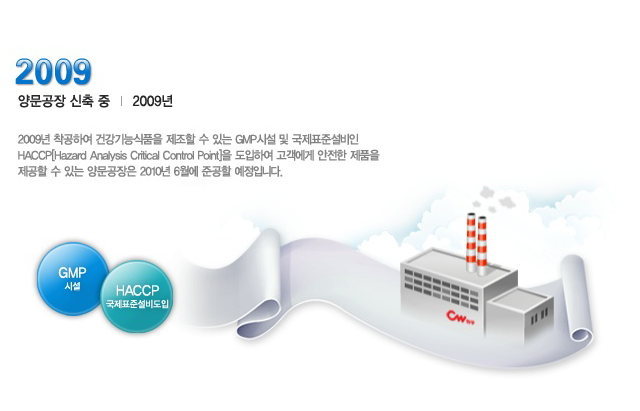 2009
양문공장 신축 중 | 2009년
2009년 착공하여 건강기능식품을 제조할 수 있는 GMP시설 및 국제표준설비인
HACCP[Hazard Analysis Critical Control Point]을 도입하여 고객에게 안전한 제품을
제공할 수 있는 양문공장은 2010년 6월에 준공할 예정입니다.
GMP
시설
HACCP
국제표준설비도입
CW